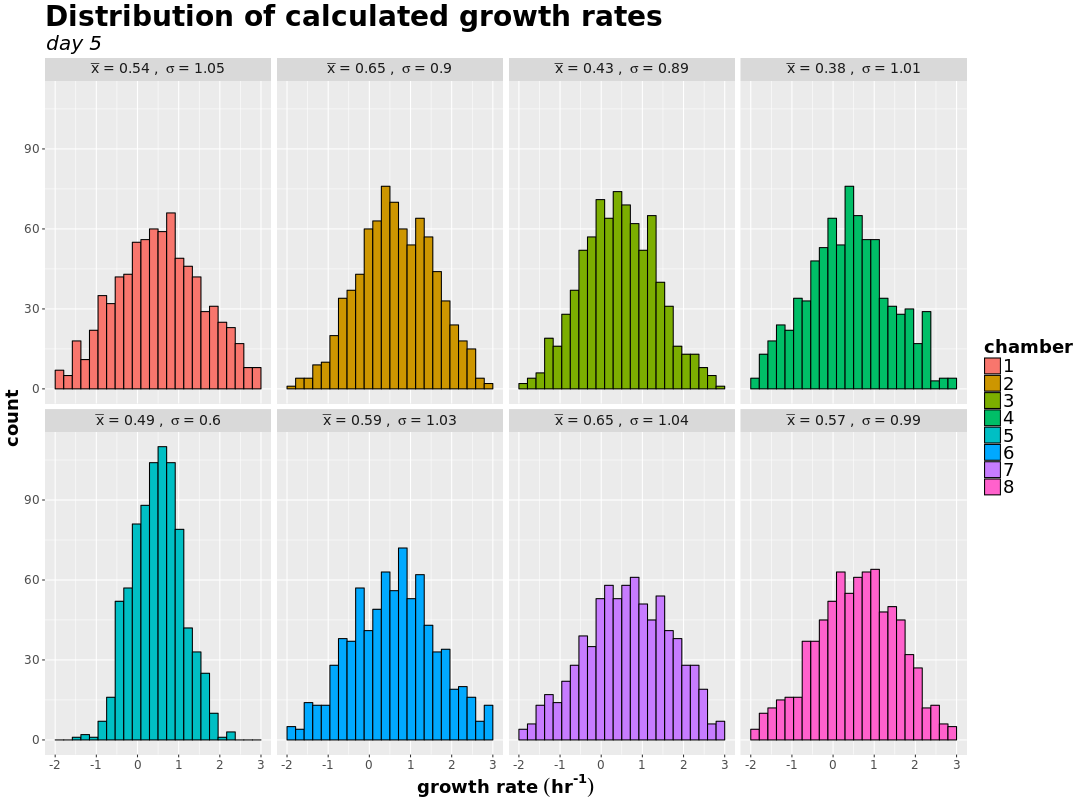 Distribution of calculated growth rates
day 5
x̅ = 0.54 , σ = 1.05
x̅ = 0.65 , σ = 0.9
x̅ = 0.43 , σ = 0.89
x̅ = 0.38 , σ = 1.01
90
60
30
0
x̅ = 0.49 , σ = 0.6
x̅ = 0.59 , σ = 1.03
x̅ = 0.65 , σ = 1.04
x̅ = 0.57 , σ = 0.99
90
60
30
0
-2 -1 0 1 2 3
-2 -1 0 1 2 3
-2 -1 0 1 2 3
-2 -1 0 1 2 3
count
growth rate (hr⁻¹)
chamber
1
2
3
4
5
6
7
8